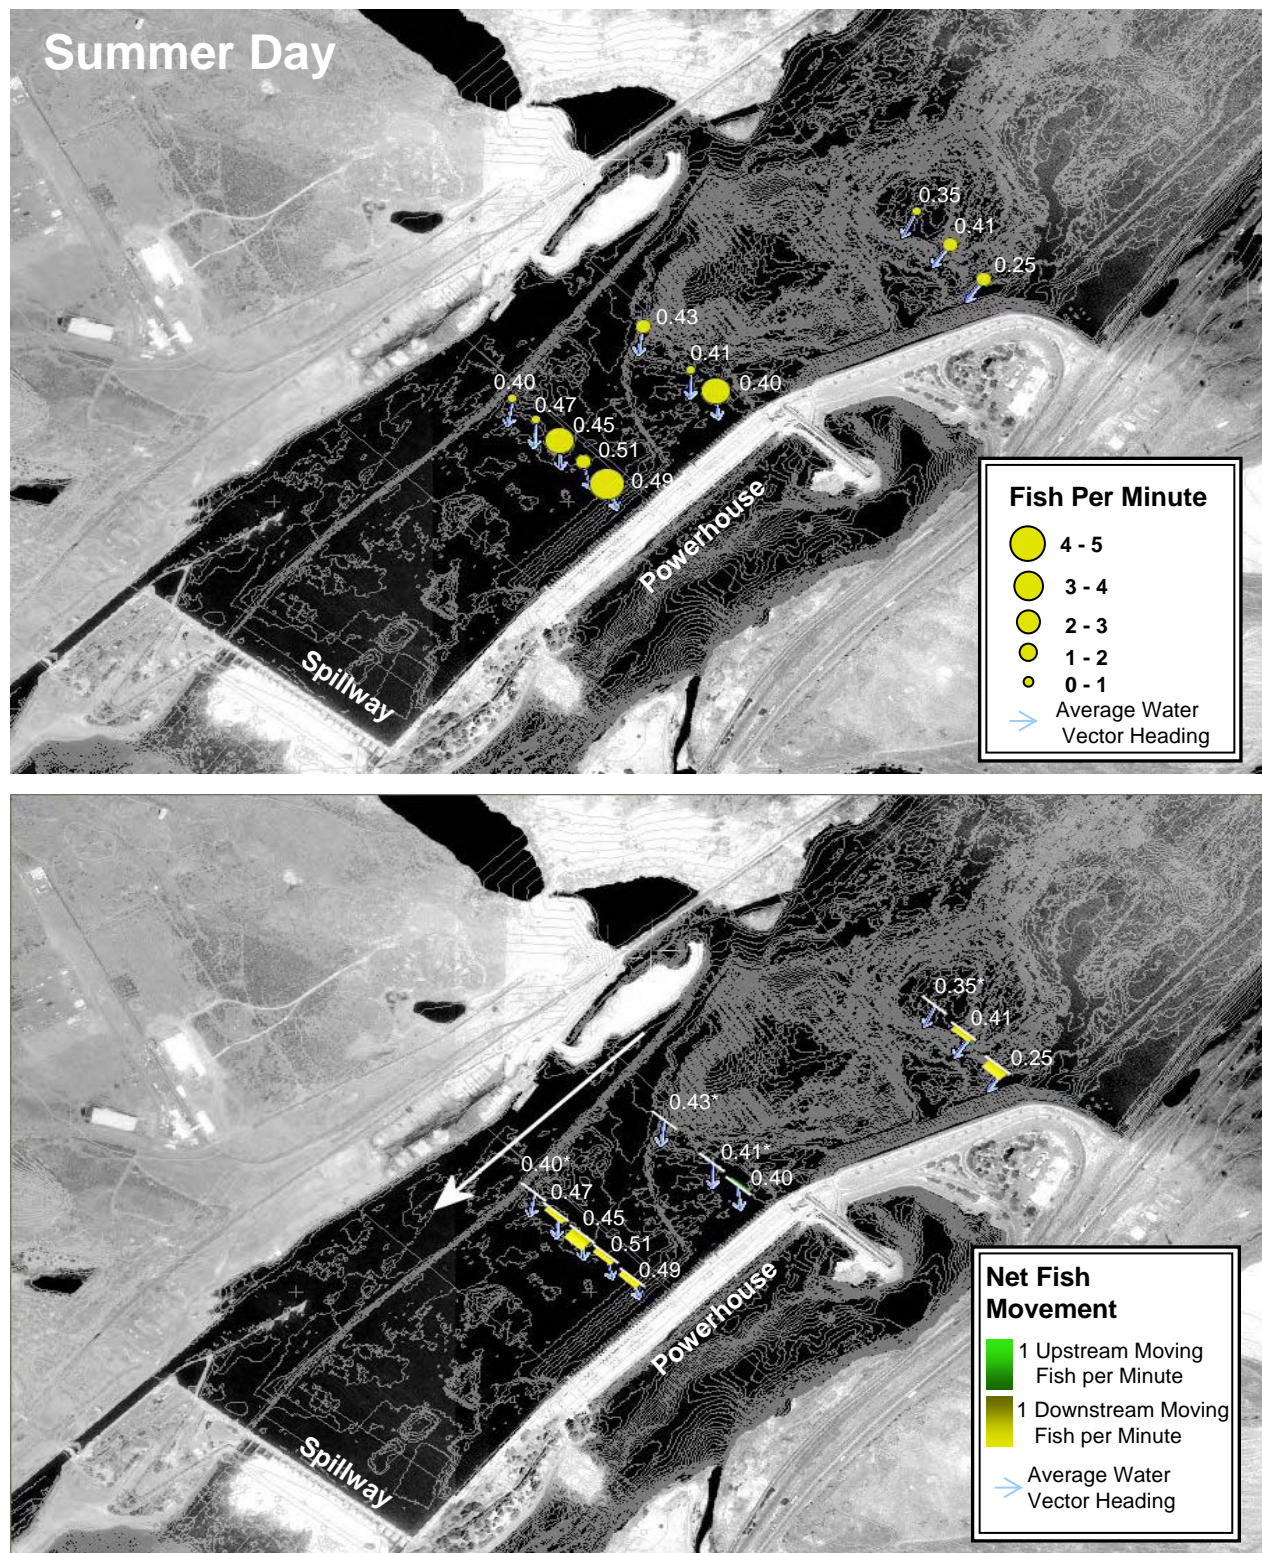 Summer Day
0.35
0.41
0.25
0.43
0.41
0.40
0.40
0.47
0.45
0.51
0.49
Powerhouse
Spillway
Fish Per Minute
4 - 5
3 - 4
2 - 3
1 - 2
0 - 1
Average Water
Vector Heading
0.35*
0.41
0.25
0.43*
0.41*
0.40
0.40*
0.47
0.45
0.51
0.49
Powerhouse
Spillway
Net Fish
Movement
1 Upstream Moving
Fish per Minute
1 Downstream Moving
Fish per Minute
Average Water
Vector Heading